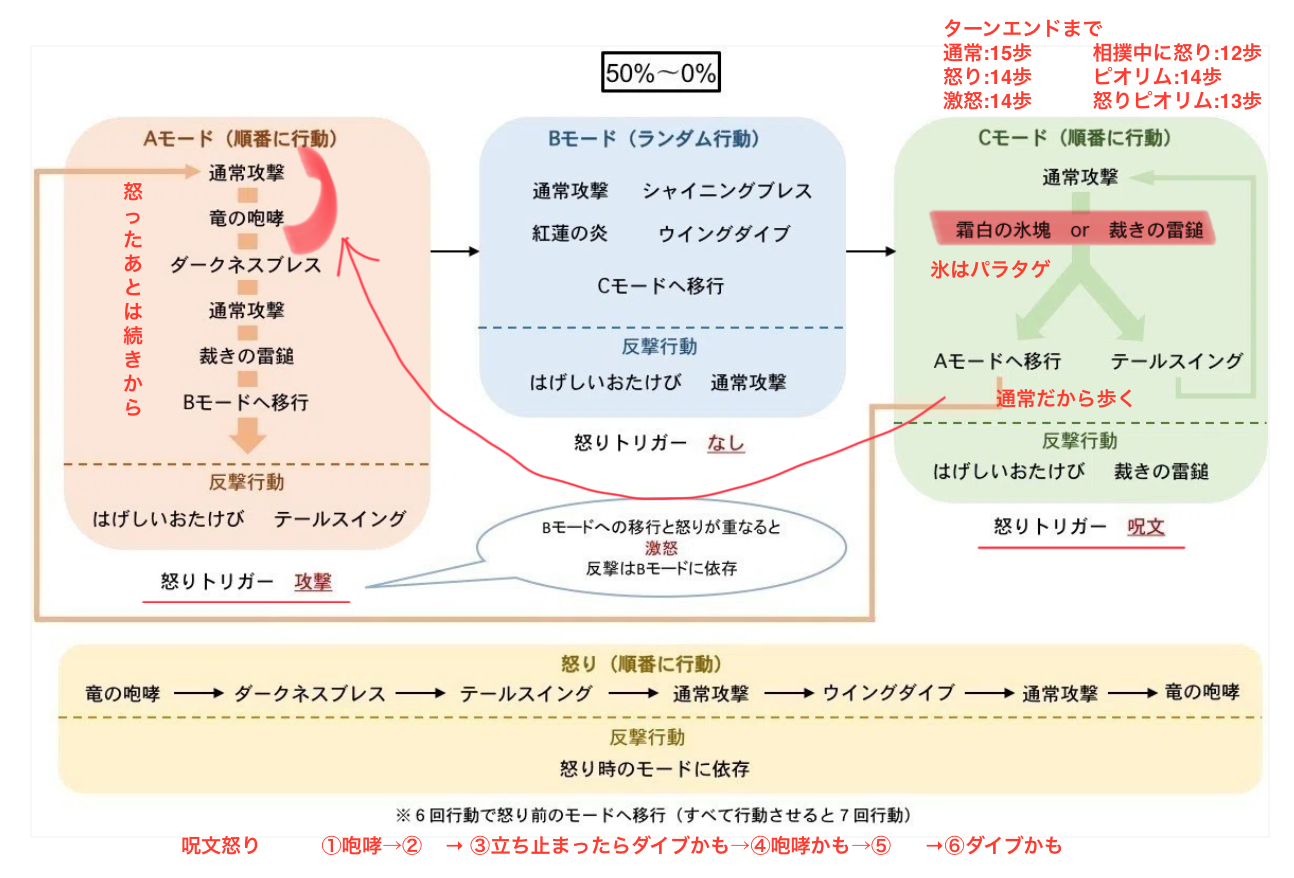 ターンエンドまで
通常:15歩 相撲中に怒り:12歩
怒り:14歩 ピオリム:14歩
激怒:14歩 怒りピオリム:13歩
50%～0%
Aモード（順番に行動）
通常攻撃
竜の咆哮
ダークネスブレス
通常攻撃
裁きの雷鎚
Bモードへ移行
怒ったあとは続きから
反撃行動
はげしいおたけび テールスイング
怒りトリガー 攻撃
Bモード（ランダム行動）
通常攻撃 シャイニングブレス
紅蓮の炎 ウイングダイブ
Cモードへ移行
反撃行動
はげしいおたけび 通常攻撃
怒りトリガー なし
Bモードへの移行と怒りが重なると
激怒
反撃はBモードに依存
Cモード（順番に行動）
通常攻撃
霜白の氷塊 or 裁きの雷鎚
氷はパラタゲ
Aモードへ移行 テールスイング
通常だから歩く
反撃行動
はげしいおたけび 裁きの雷鎚
怒りトリガー 呪文
怒り（順番に行動）
竜の咆哮 → ダークネスブレス → テールスイング → 通常攻撃 → ウイングダイブ → 通常攻撃 → 竜の咆哮
反撃行動
怒り時のモードに依存
※６回行動で怒り前のモードへ移行（すべて行動させると７回行動）
呪文怒り ①咆哮→② → ③立ち止まったらダイブかも→④咆哮かも→⑤ →⑥ダイブかも